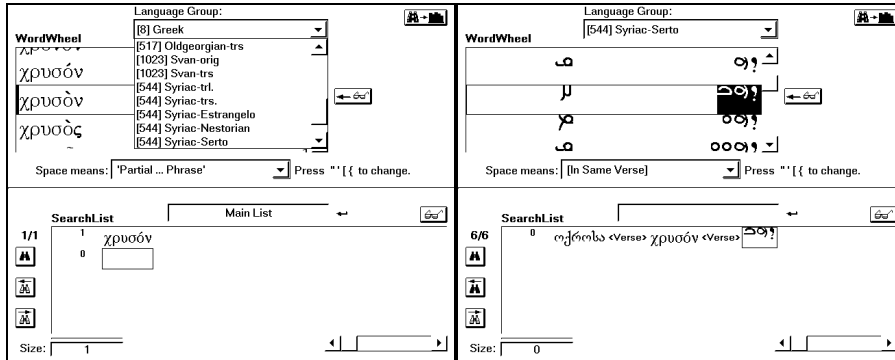 Language Group:
[8] Greek
WordWheel
[517] Oldgeorgian-trs
[1023] Svan-orig
[1023] Svan-trs
[544] Syriac-trl.
[544] Syriac-trs.
[544] Syriac-Estrangelo
[544] Syriac-Nestorian
[544] Syriac-Serto
χρυσόν
χρυσὸν
χρυσὸς
Space means: 'Partial ... Phrase' Press "'[{ to change.
SearchList Main List
1/1
1 χρυσόν
0
Size: 1
Language Group:
[544] Syriac-Serto
WordWheel
Space means: [In Same Verse] Press "'[{ to change.
SearchList
6/6
0 ოქროსა <Verse> χρυσόν <Verse>
Size: 0